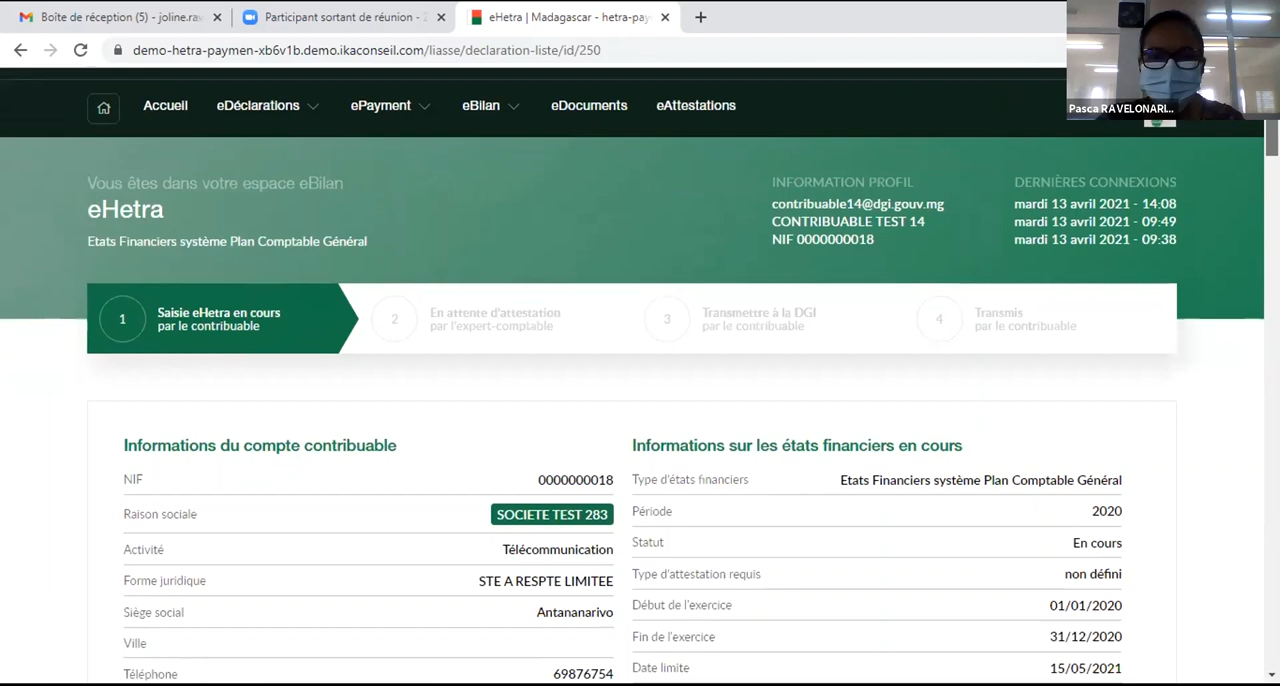 Boîte de réception (5) - joline.rav
Participant sortant de réunion - Z
eHetra | Madagascar - hetra-pay
demo-hetra-paymen-xb6v1b.demo.ikaconseil.com/liasse/declaration-liste/id/250
Pasca RAVELONARI...
Accueil
eDéclarations
ePayment
eBilan
eDocuments
eAttestations
Vous êtes dans votre espace eBilan
eHetra
Etats Financiers système Plan Comptable Général
INFORMATION PROFIL
contribuable14@dgi.gouv.mg
CONTRIBUABLE TEST 14
NIF 0000000018
DERNIÈRES CONNEXIONS
mardi 13 avril 2021 - 14:08
mardi 13 avril 2021 - 09:49
mardi 13 avril 2021 - 09:38
1
Saisie eHetra en cours
par le contribuable
2
En attente d'attestation
par l'expert-comptable
3
Transmettre à la DGI
par le contribuable
4
Transmis
par le contribuable
Informations du compte contribuable
NIF 0000000018
Raison sociale SOCIETE TEST 283
Activité Télécommunication
Forme juridique STE A RESPTE LIMITEE
Siège social Antananarivo
Ville
Téléphone 69876754
Informations sur les états financiers en cours
Type d'états financiers Etats Financiers système Plan Comptable Général
Période 2020
Statut En cours
Type d'attestation requis non défini
Début de l'exercice 01/01/2020
Fin de l'exercice 31/12/2020
Date limite 15/05/2021